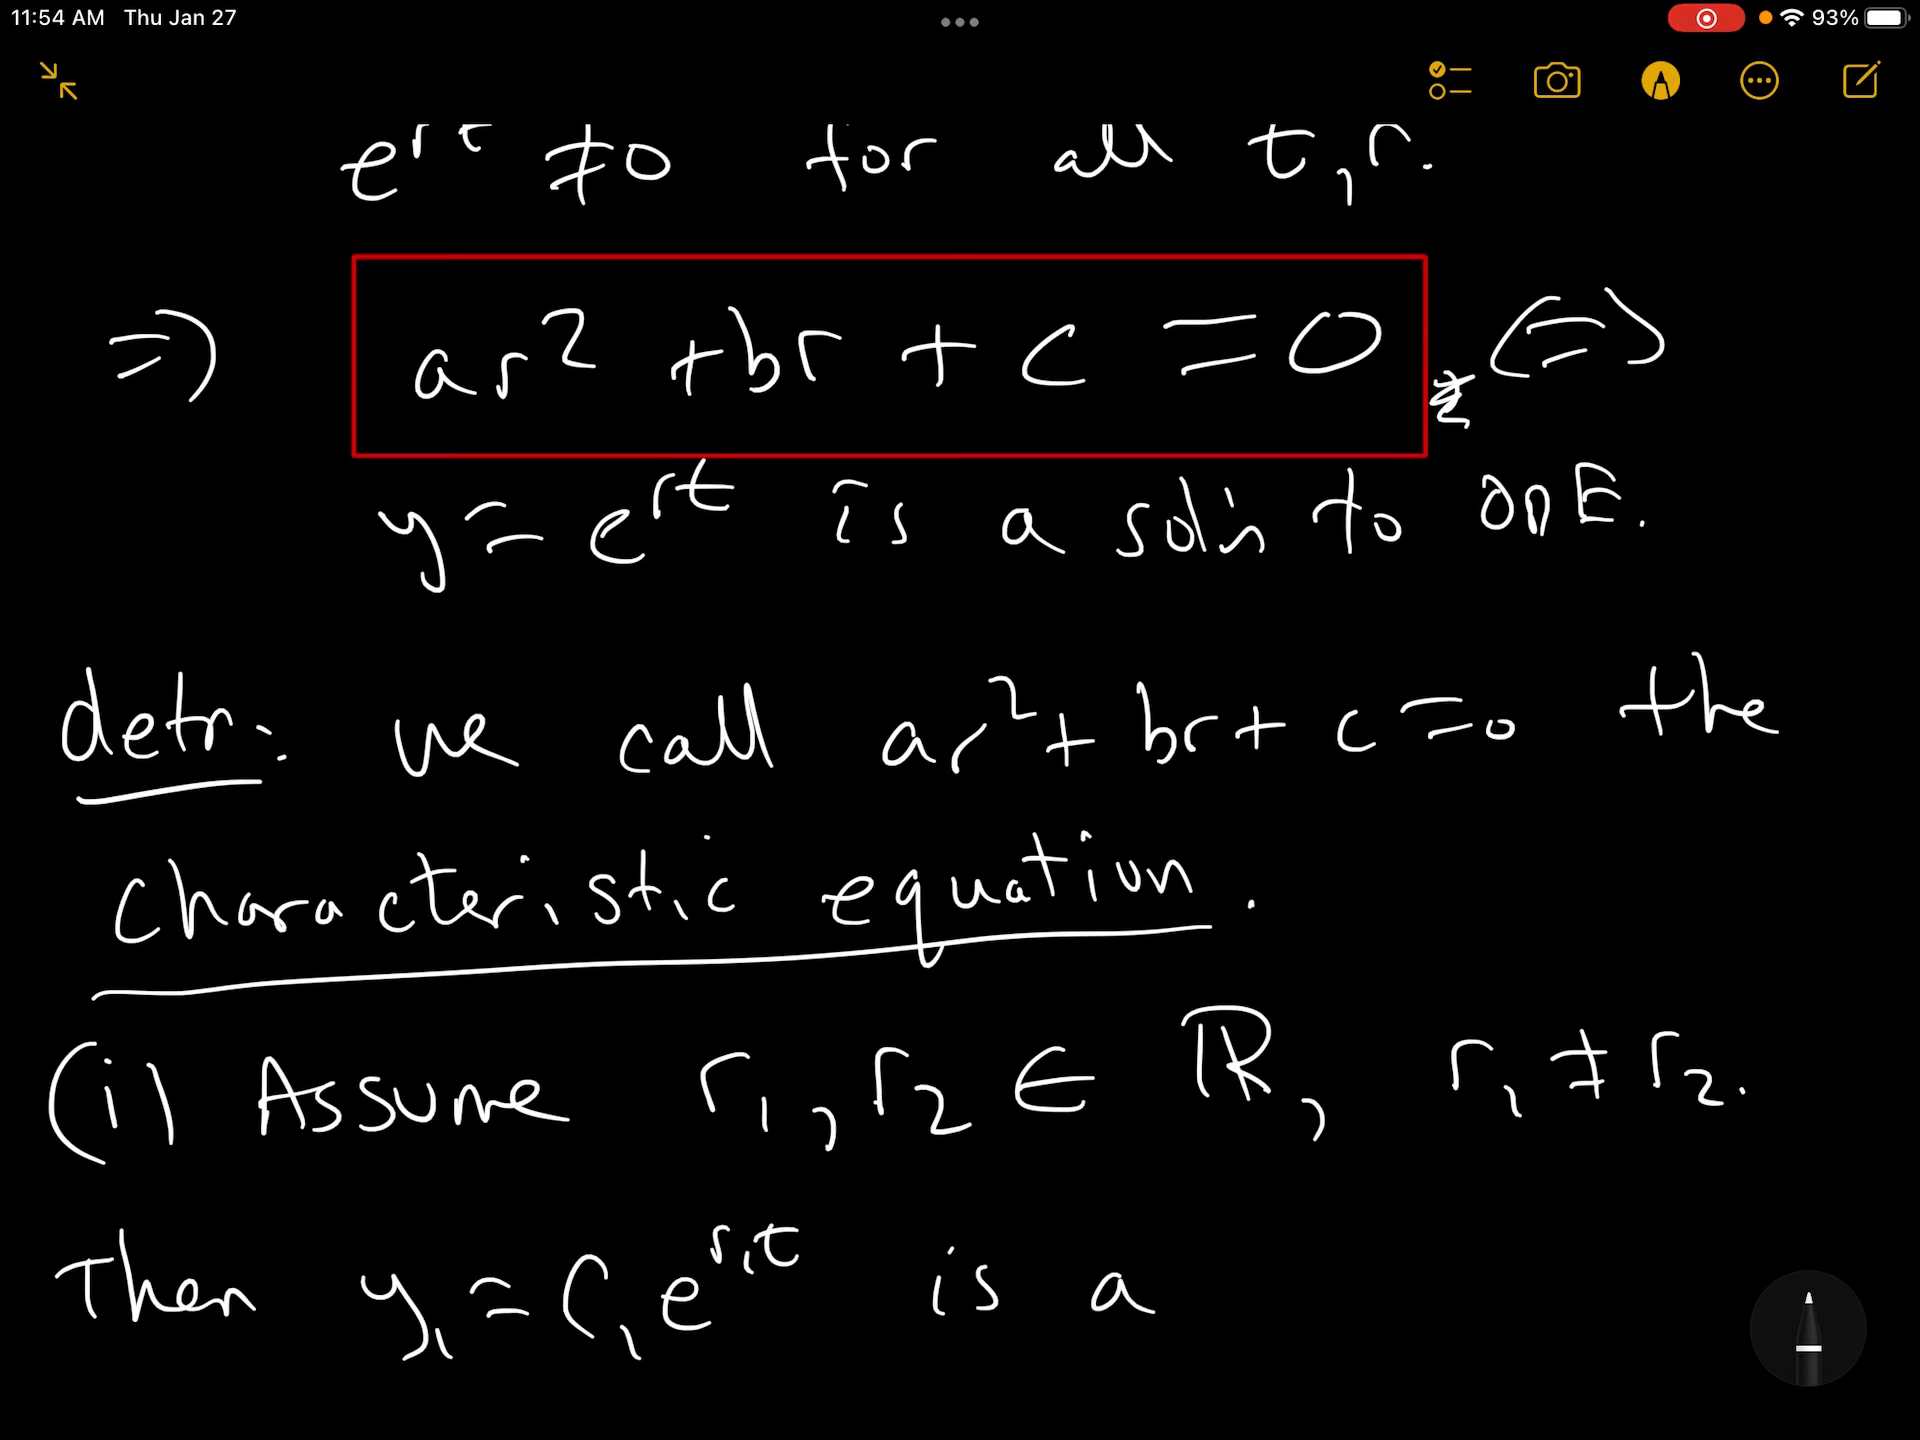 11:54 AM Thu Jan 27 93%
e^{rt} ≠ 0 for all t, r.
=> ar² + br + c = 0 <=>
y = e^{rt} is a sol'n to ODE.
defn: we call ar² + br + c = 0 the
characteristic equation.
(i) Assume r₁, r₂ ∈ ℝ, r₁ ≠ r₂.
Then y₁ = C₁e^{r₁t} is a